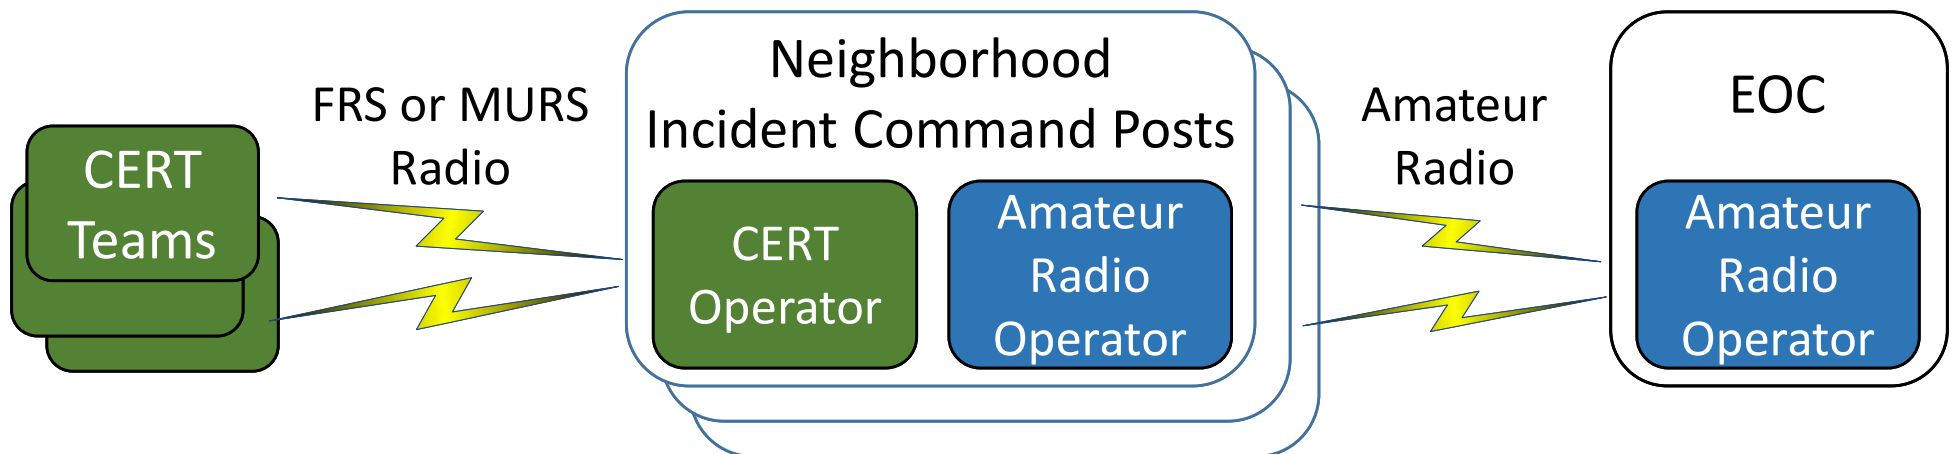 CERT
Teams
FRS or MURS
Radio
Neighborhood
Incident Command Posts
CERT
Operator
Amateur
Radio
Operator
Amateur
Radio
EOC
Amateur
Radio
Operator